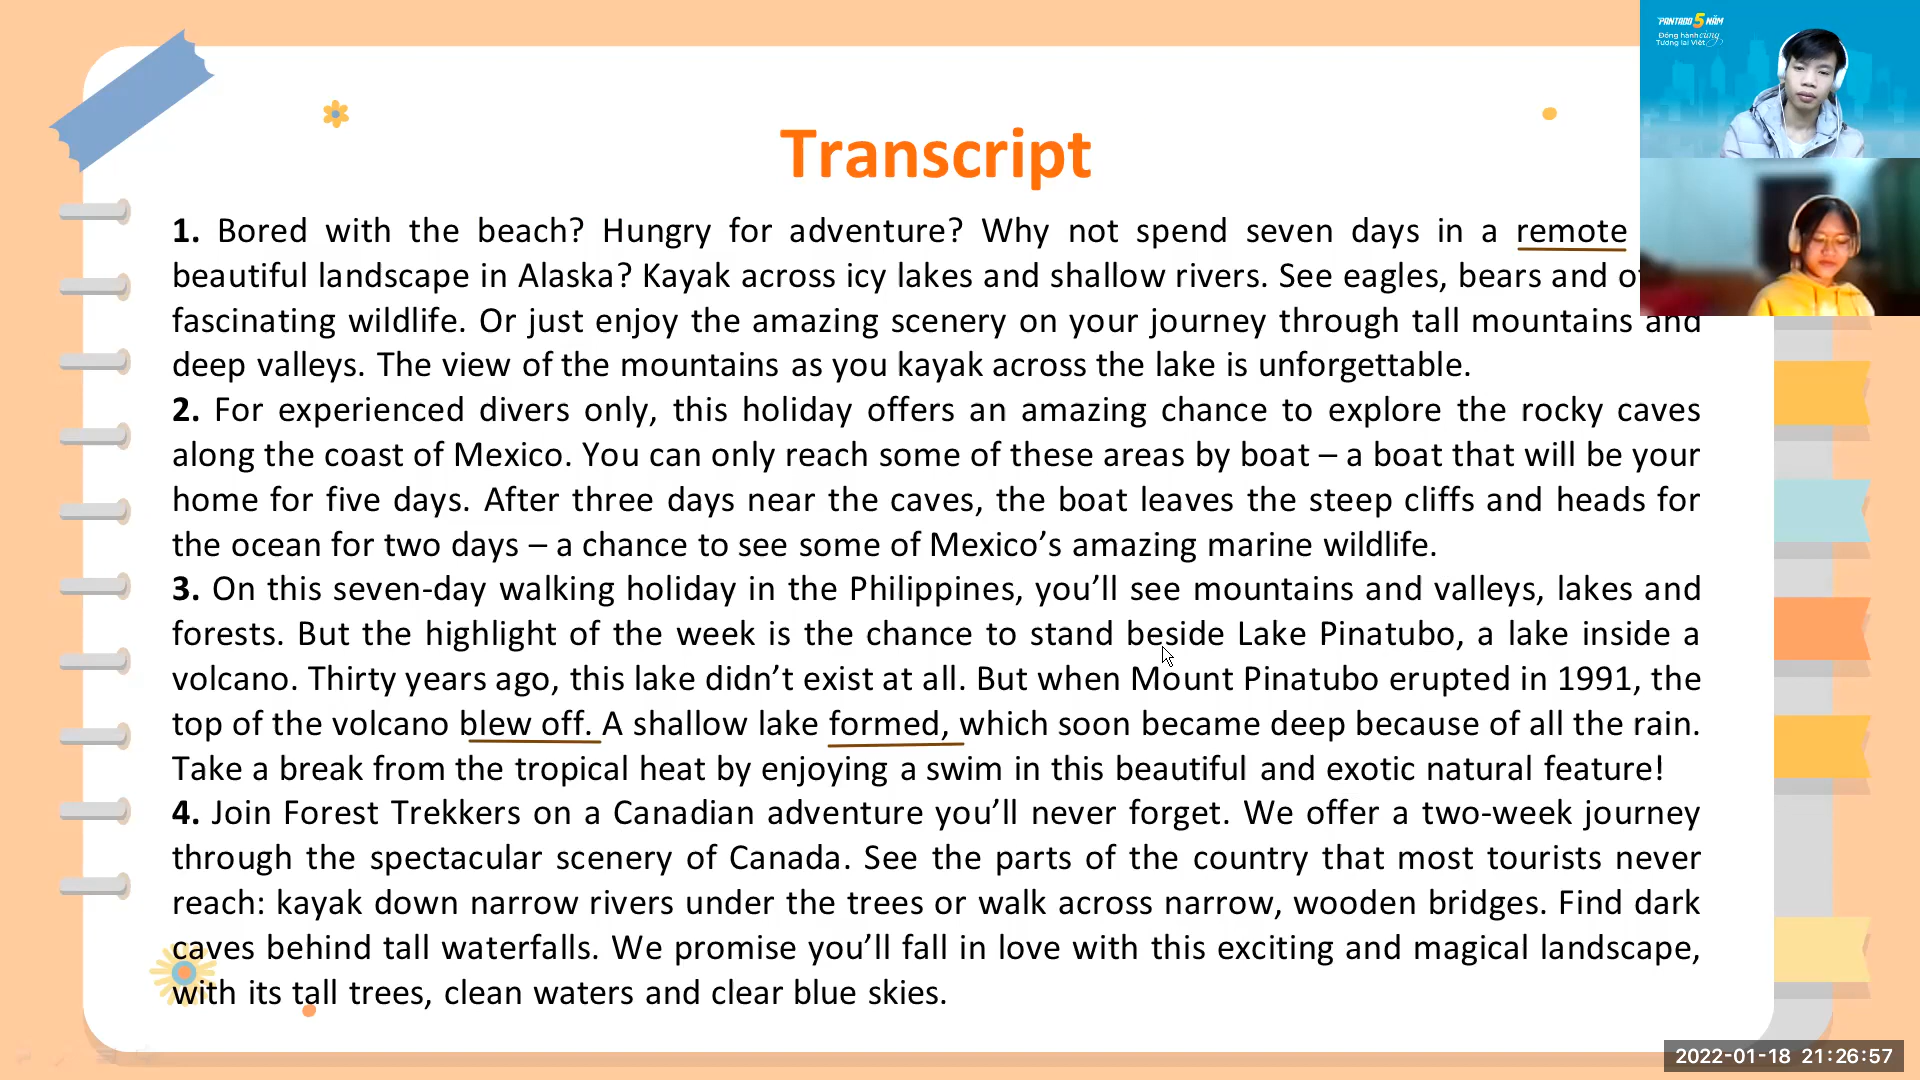 PANTADO 5 NĂM
Đồng hành cùng
Tương lai Việt
Transcript
1. Bored with the beach? Hungry for adventure? Why not spend seven days in a remote
beautiful landscape in Alaska? Kayak across icy lakes and shallow rivers. See eagles, bears and
fascinating wildlife. Or just enjoy the amazing scenery on your journey through tall mountains and
deep valleys. The view of the mountains as you kayak across the lake is unforgettable.
2. For experienced divers only, this holiday offers an amazing chance to explore the rocky caves
along the coast of Mexico. You can only reach some of these areas by boat – a boat that will be your
home for five days. After three days near the caves, the boat leaves the steep cliffs and heads for
the ocean for two days – a chance to see some of Mexico’s amazing marine wildlife.
3. On this seven-day walking holiday in the Philippines, you’ll see mountains and valleys, lakes and
forests. But the highlight of the week is the chance to stand beside Lake Pinatubo, a lake inside a
volcano. Thirty years ago, this lake didn’t exist at all. But when Mount Pinatubo erupted in 1991, the
top of the volcano blew off. A shallow lake formed, which soon became deep because of all the rain.
Take a break from the tropical heat by enjoying a swim in this beautiful and exotic natural feature!
4. Join Forest Trekkers on a Canadian adventure you’ll never forget. We offer a two-week journey
through the spectacular scenery of Canada. See the parts of the country that most tourists never
reach: kayak down narrow rivers under the trees or walk across narrow, wooden bridges. Find dark
caves behind tall waterfalls. We promise you’ll fall in love with this exciting and magical landscape,
with its tall trees, clean waters and clear blue skies.
2022-01-18 21:26:57